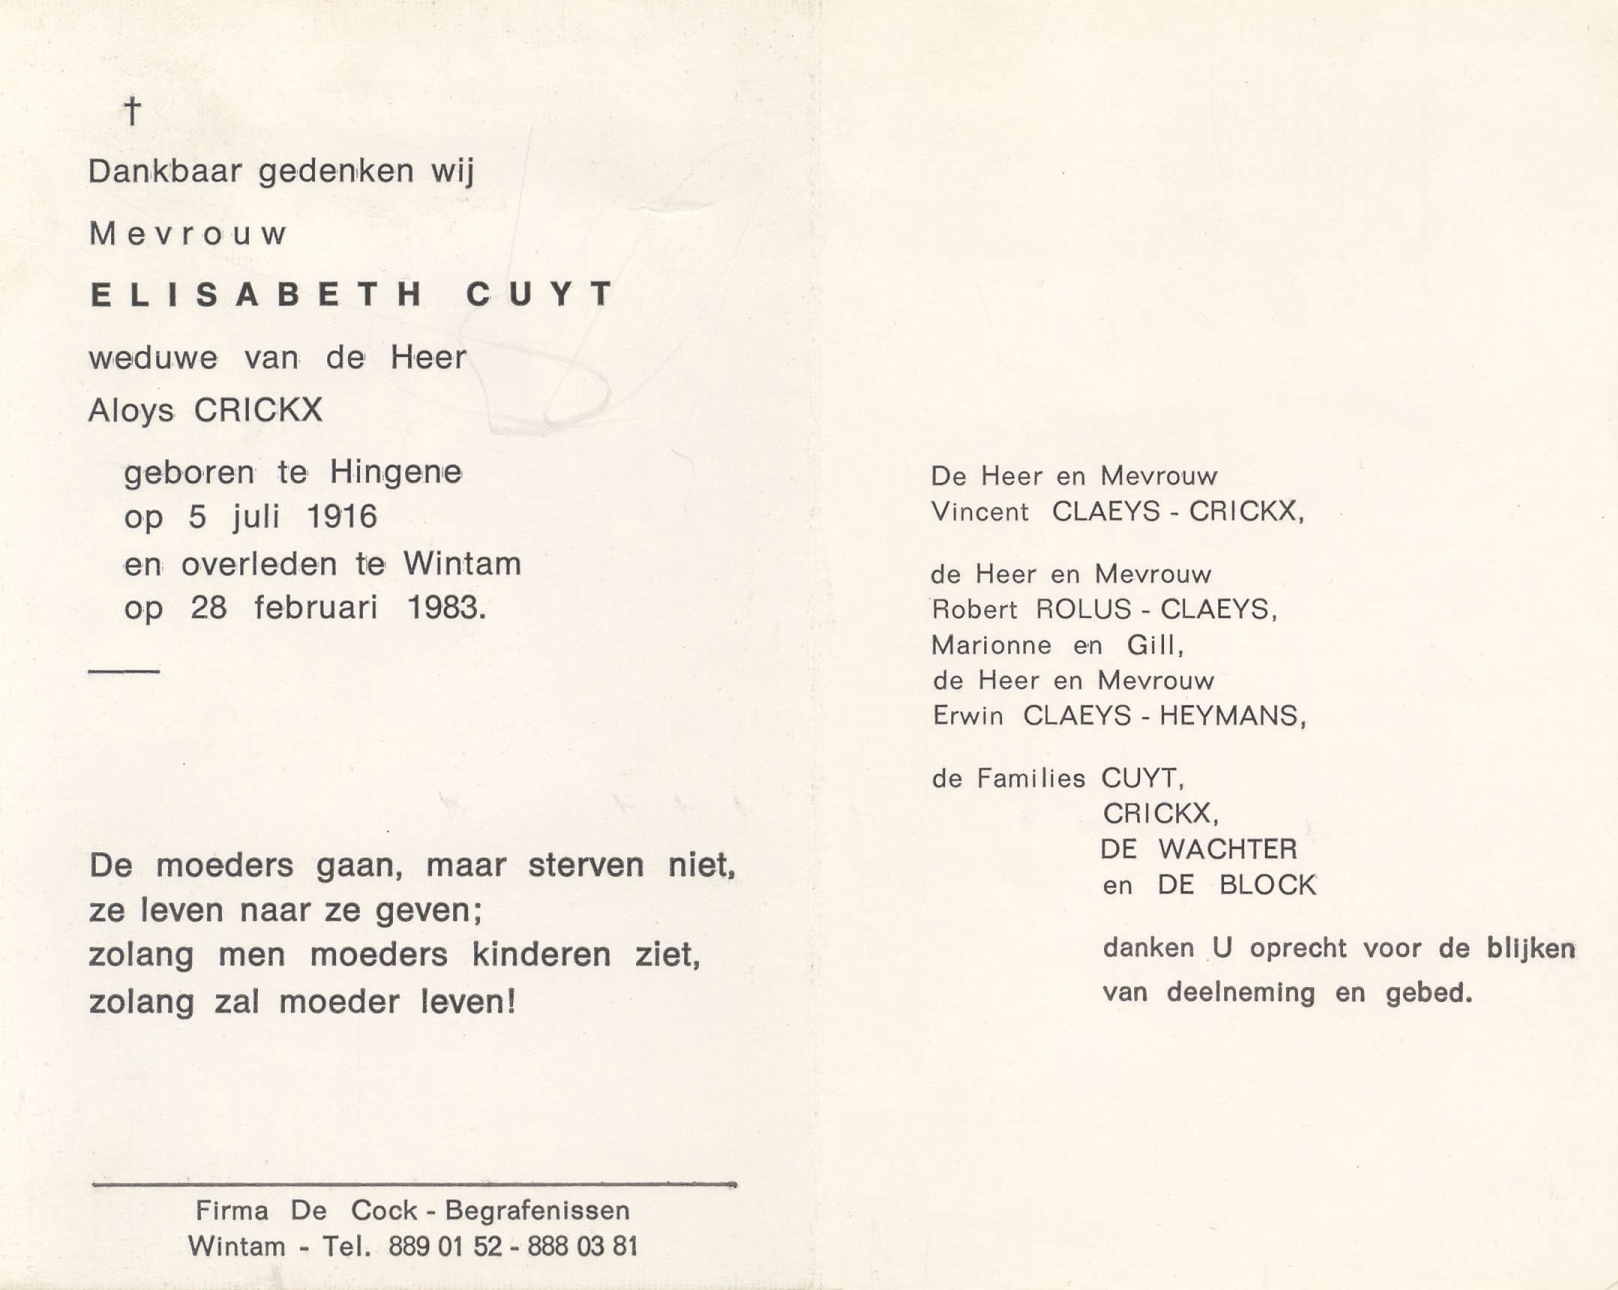 †
Dankbaar gedenken wij
Mevrouw
ELISABETH CUYT
weduwe van de Heer
Aloys CRICKX
geboren te Hingene
op 5 juli 1916
en overleden te Wintam
op 28 februari 1983.
De moeders gaan, maar sterven niet,
ze leven naar ze geven;
zolang men moeders kinderen ziet,
zolang zal moeder leven!
Firma De Cock - Begrafenissen
Wintam - Tel. 889 01 52 - 888 03 81
De Heer en Mevrouw
Vincent CLAEYS - CRICKX,
de Heer en Mevrouw
Robert ROLUS - CLAEYS,
Marionne en Gill,
de Heer en Mevrouw
Erwin CLAEYS - HEYMANS,
de Families CUYT,
CRICKX,
DE WACHTER
en DE BLOCK
danken U oprecht voor de blijken
van deelneming en gebed.